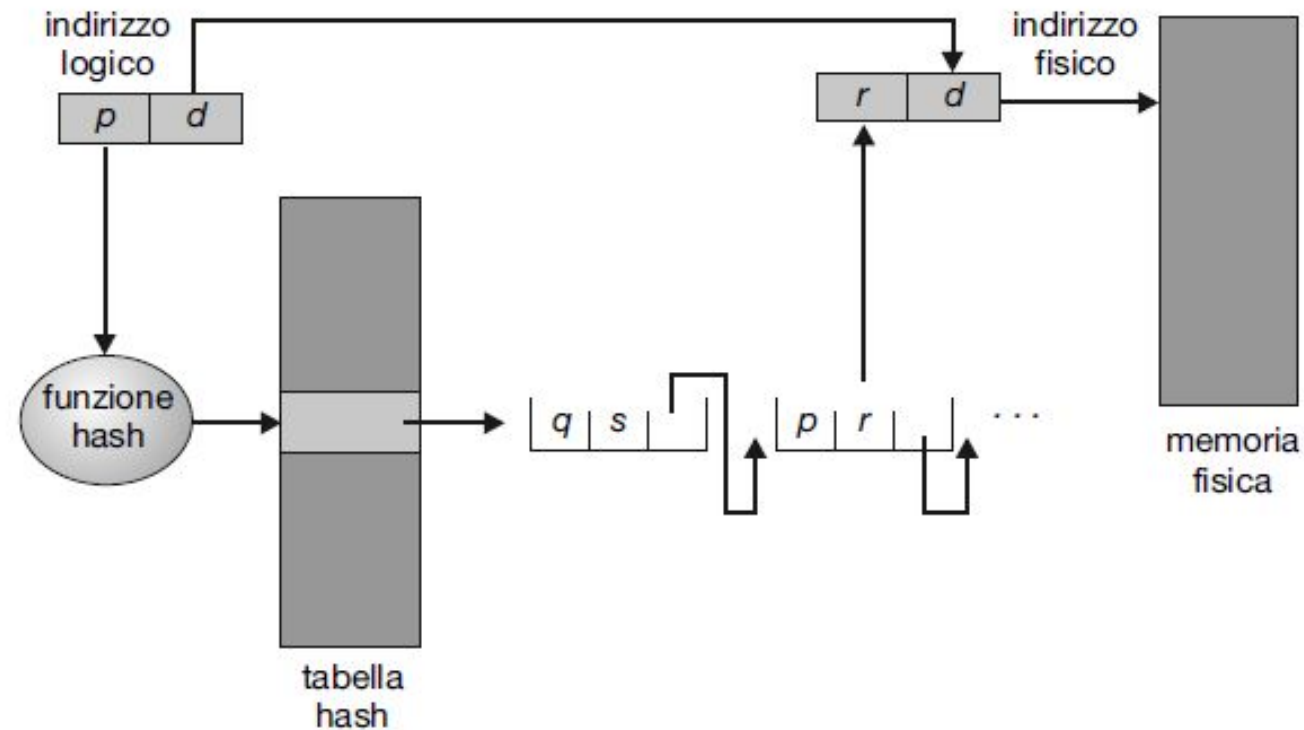 indirizzo
logico
p d
indirizzo
fisico
r d
funzione
hash
q s
p r
...
memoria
fisica
tabella
hash